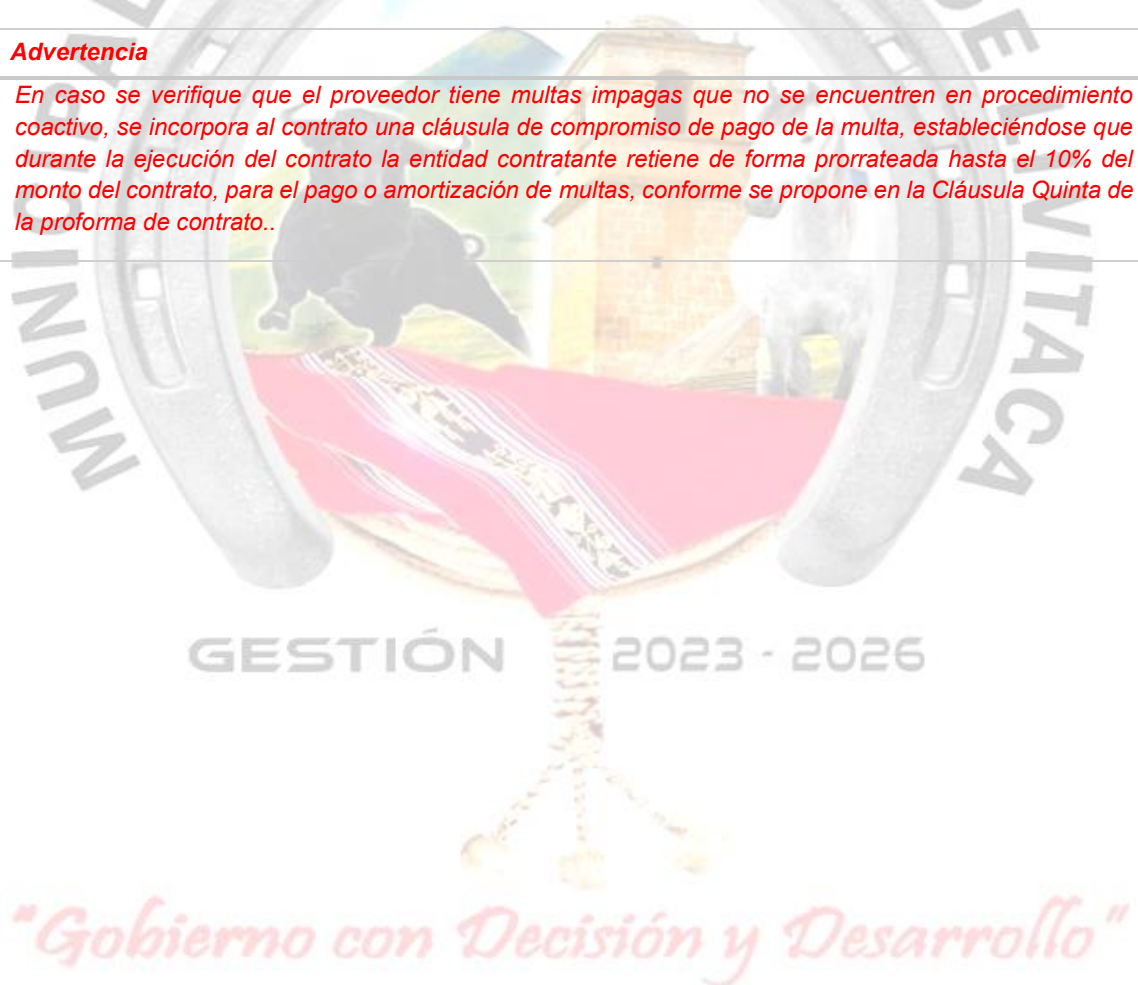 Advertencia
En caso se verifique que el proveedor tiene multas impagas que no se encuentren en procedimiento
coactivo, se incorpora al contrato una cláusula de compromiso de pago de la multa, estableciéndose que
durante la ejecución del contrato la entidad contratante retiene de forma prorrateada hasta el 10% del
monto del contrato, para el pago o amortización de multas, conforme se propone en la Cláusula Quinta de
la proforma de contrato..
GESTIÓN 2023 - 2026
"Gobierno con Decisión y Desarrollo"